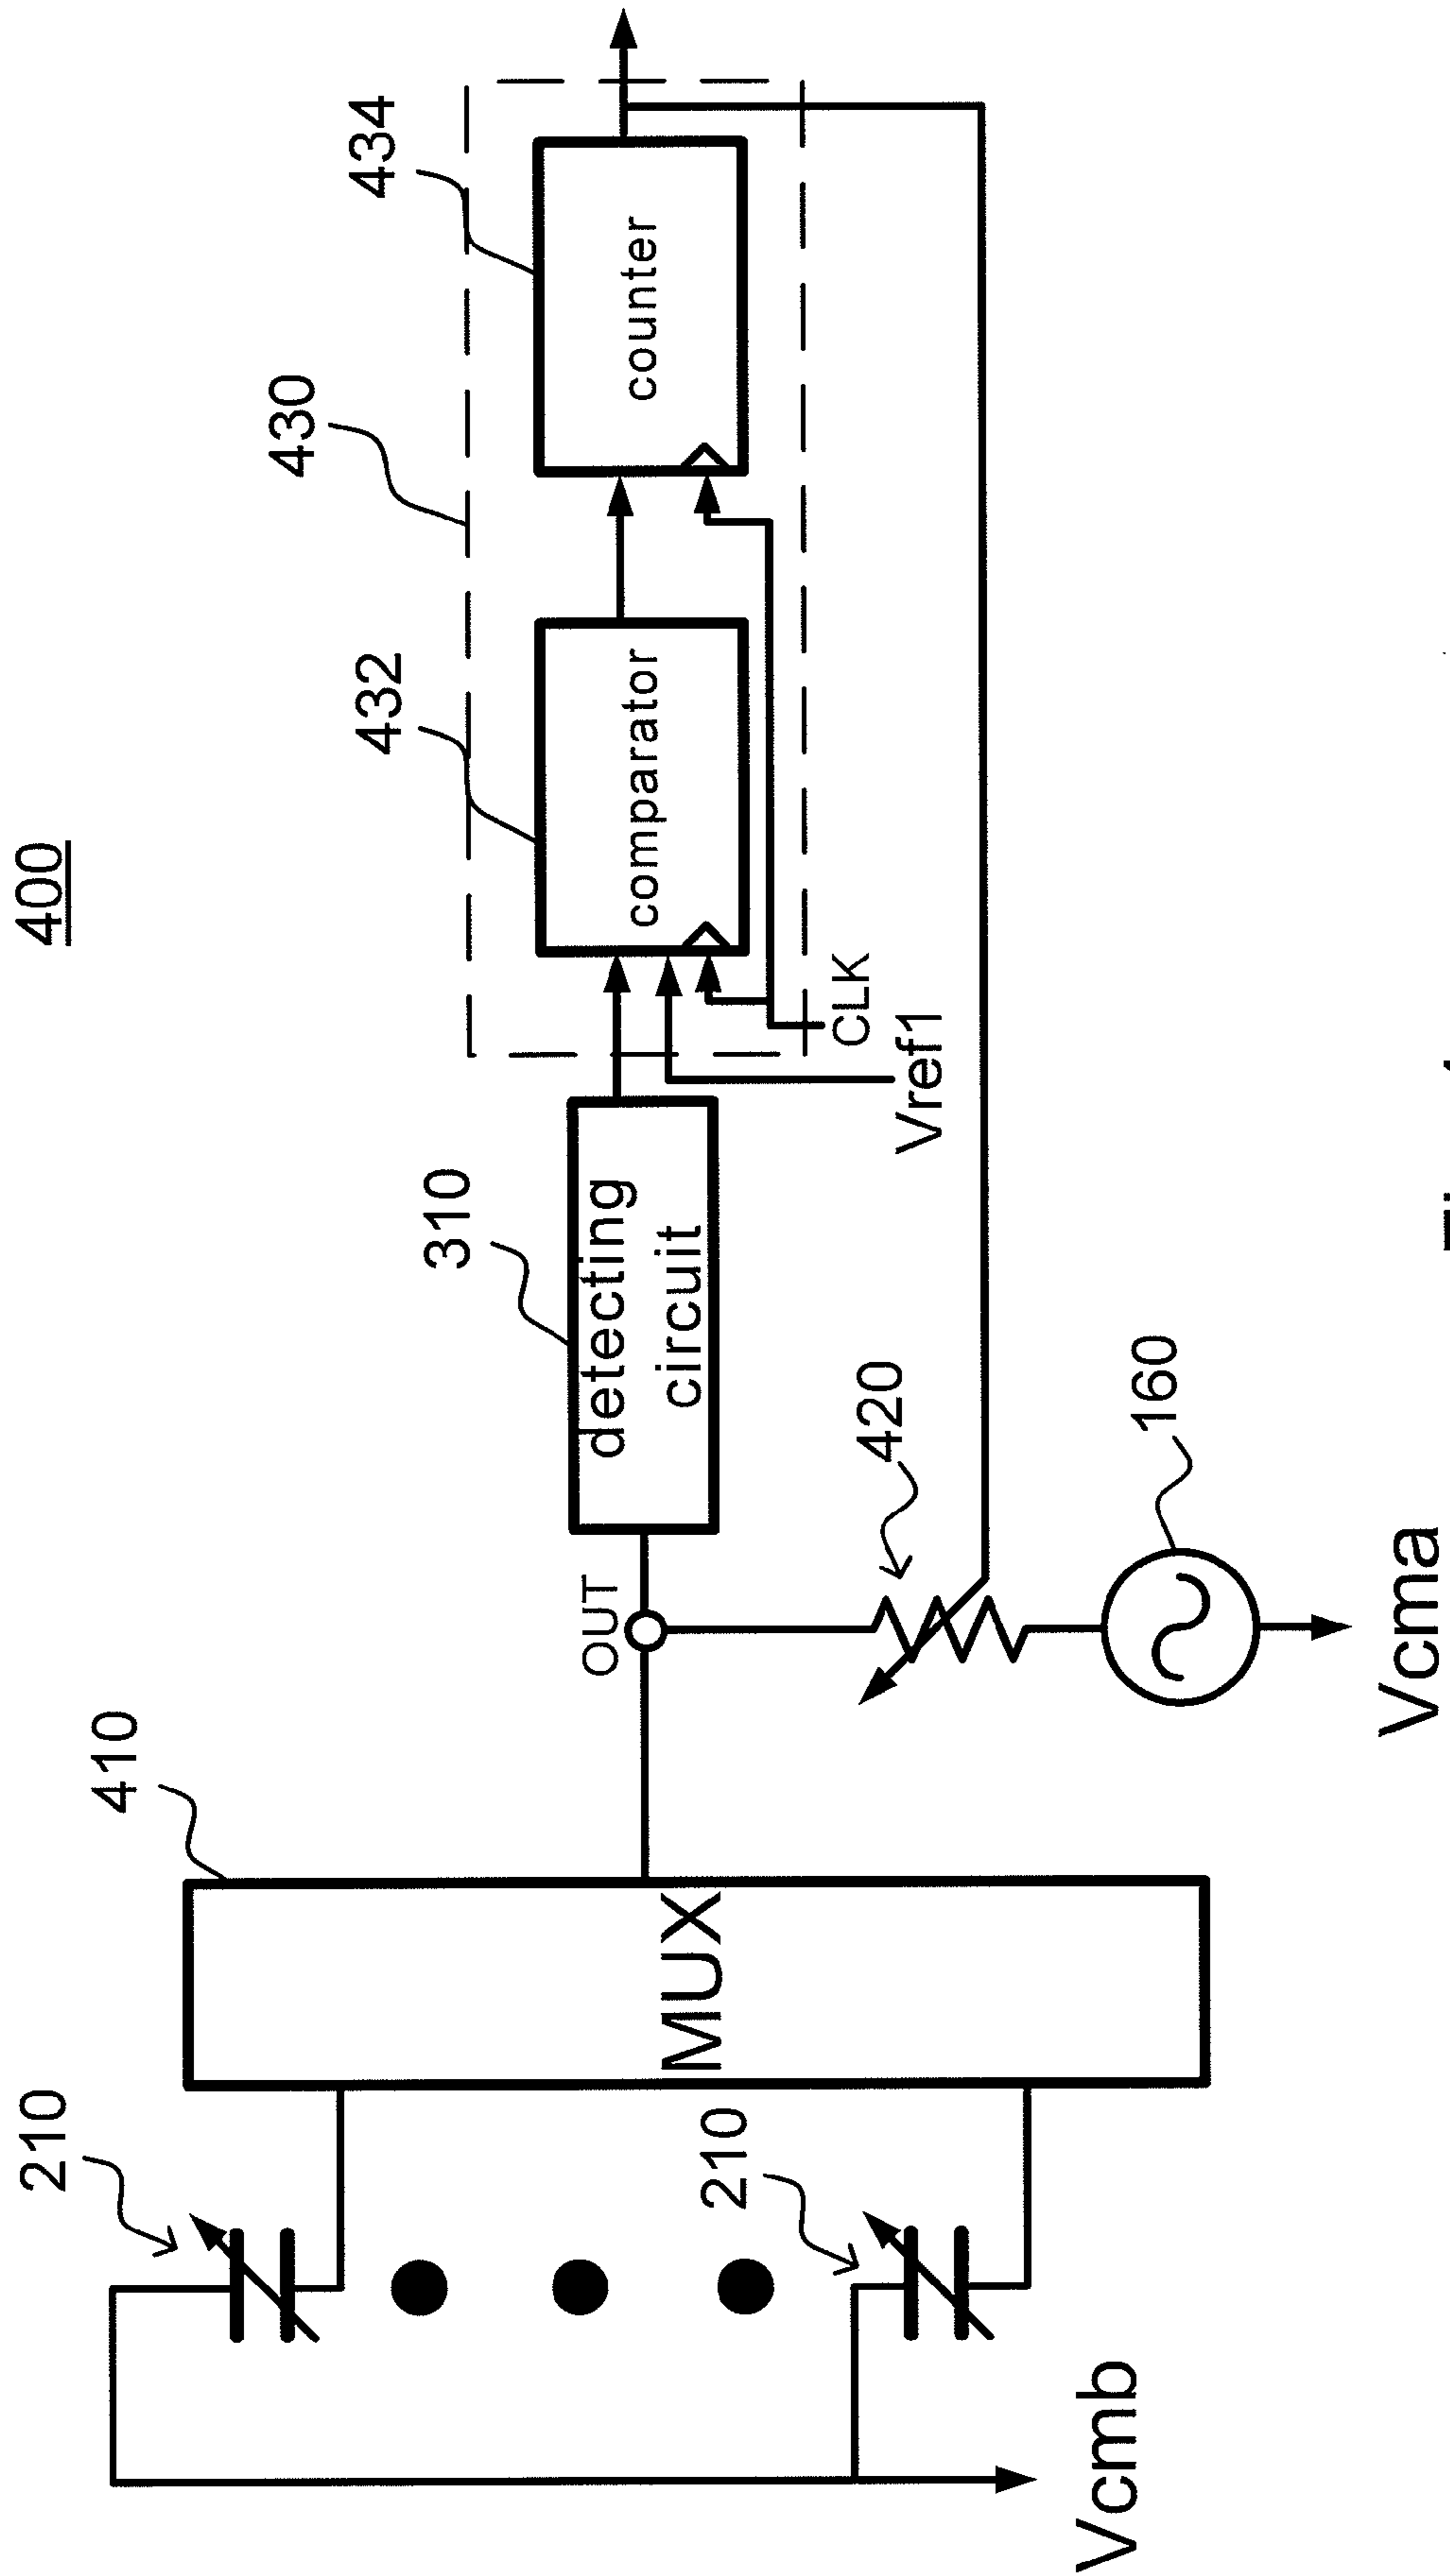 400
430
432
434
310
comparator
counter
detecting
circuit
CLK
Vref1
OUT
410
MUX
420
160
Vcma
210
210
Vcmb